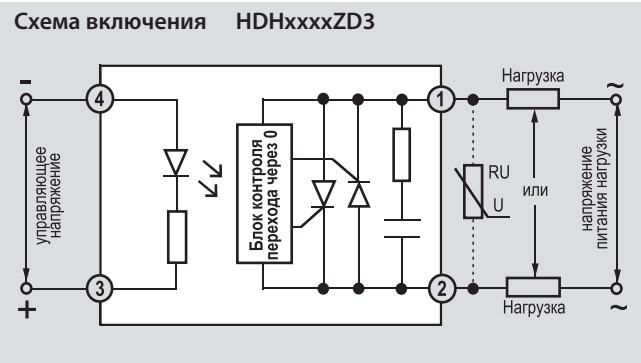 Схема включения HDHxxxxZD3
-
4
управляющее
напряжение
3
+
Блок контроля
перехода через 0
1
2
Нагрузка
RU
U
или
Нагрузка
~
напряжение
питания нагрузки
~